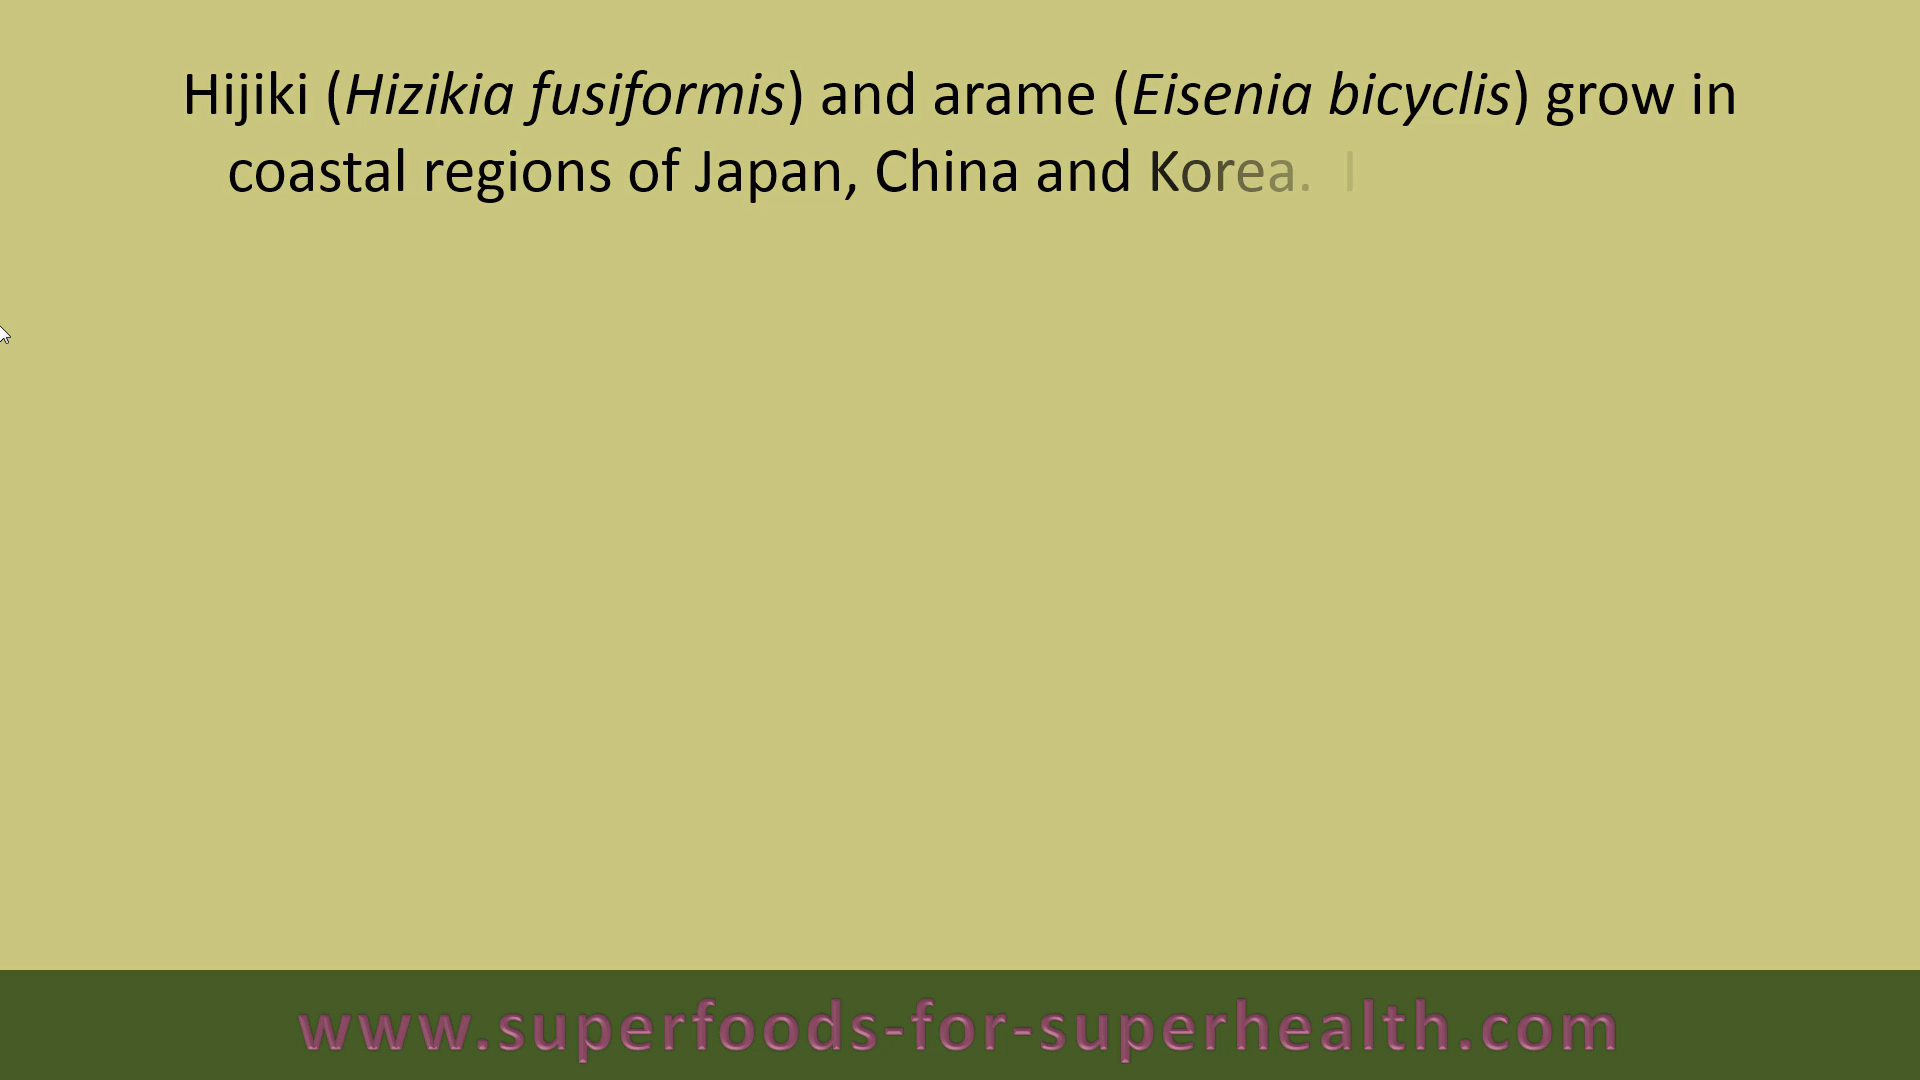 Hijiki (Hizikia fusiformis) and arame (Eisenia bicyclis) grow in
coastal regions of Japan, China and Korea.
www.superfoods-for-superhealth.com